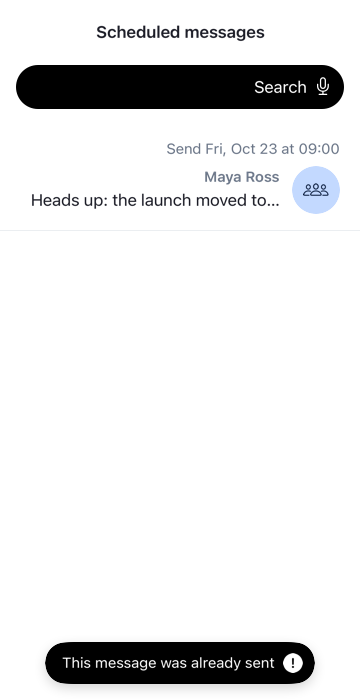 Scheduled messages
Search
Send Fri, Oct 23 at 09:00
Maya Ross
Heads up: the launch moved to...
This message was already sent